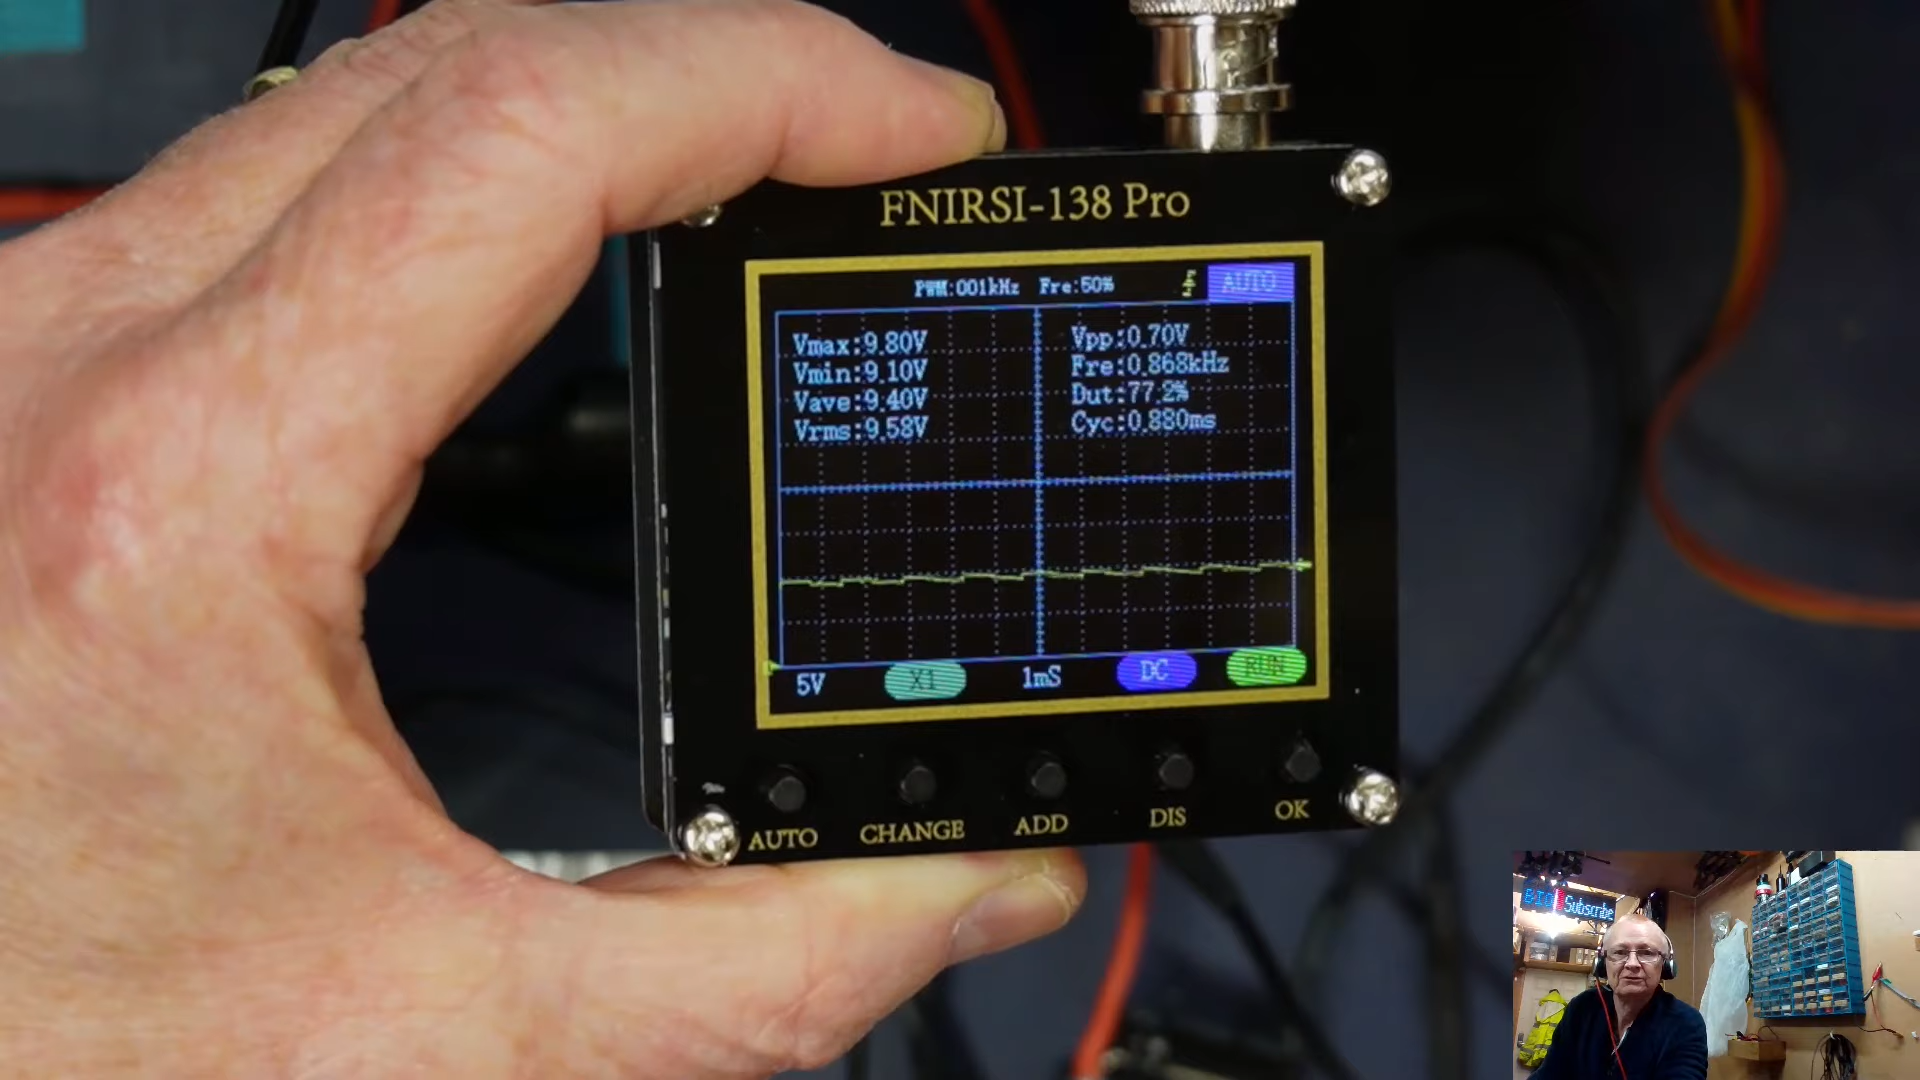 FNIRSI-138 Pro
PWM:001kHz Fre:50%
AUTO
Vmax:9.80V
Vmin:9.10V
Vave:9.40V
Vrms:9.58V
Vpp:0.70V
Fre:0.868kHz
Dut:77.2%
Cyc:0.880ms
5V
X1
1mS
DC
RUN
AUTO
CHANGE
ADD
DIS
OK
Subscribe